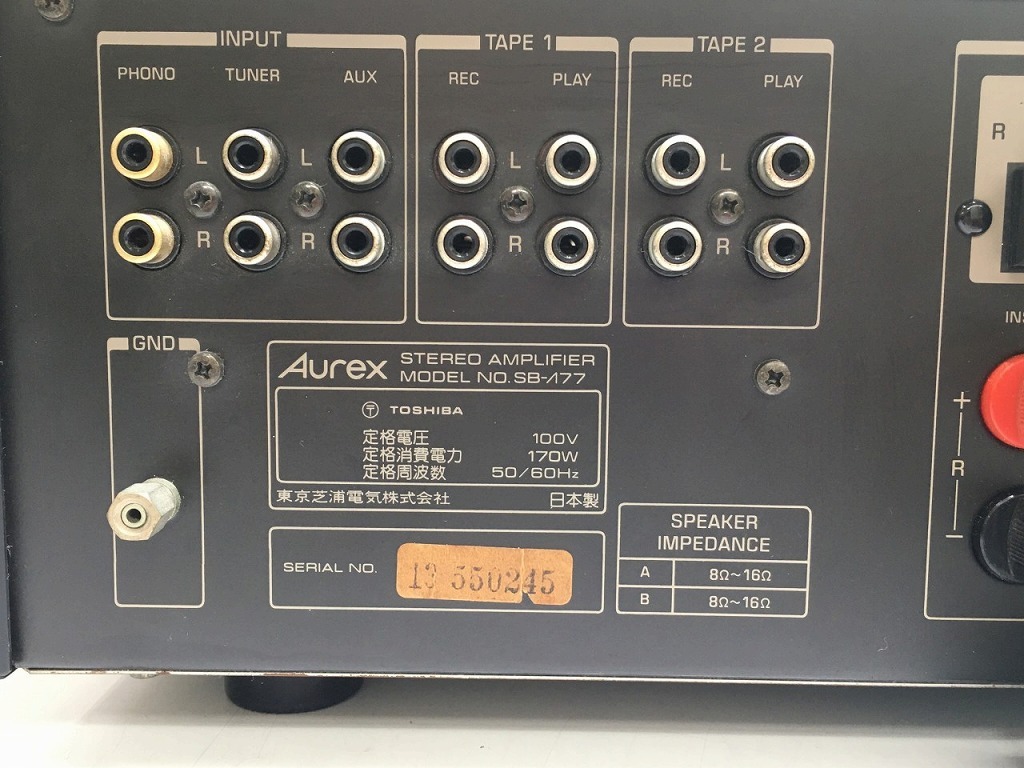 INPUT
PHONO TUNER AUX
L L
R R
TAPE 1
REC PLAY
L
R
TAPE 2
REC PLAY
L
R
GND
Aurex STEREO AMPLIFIER
MODEL NO. SB-Λ77
TOSHIBA
定格電圧 100V
定格消費電力 170W
定格周波数 50/60Hz
東京芝浦電気株式会社 日本製
SERIAL NO. 13 550245
SPEAKER
IMPEDANCE
A 8Ω~16Ω
B 8Ω~16Ω
R
+
R
−